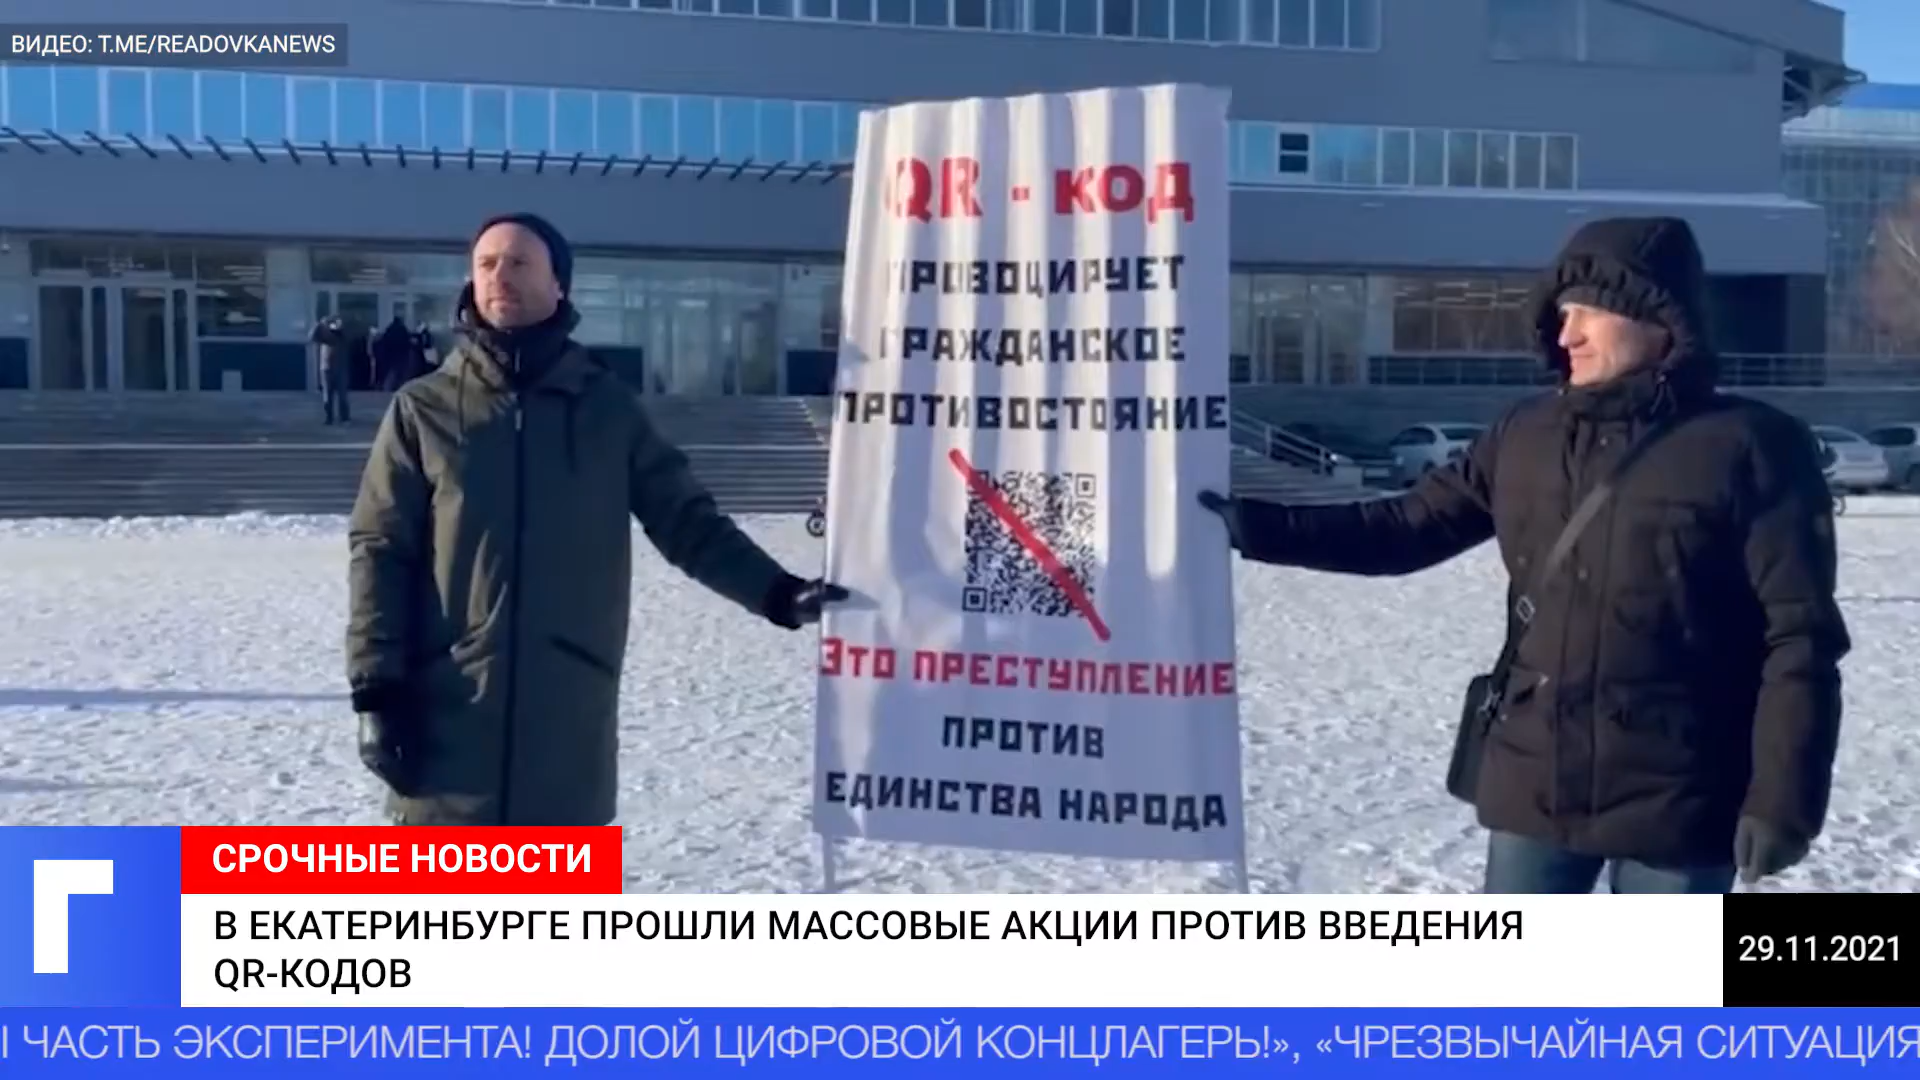 ВИДЕО: T.ME/READOVKANEWS
QR - КОД
ПРОВОЦИРУЕТ
ГРАЖДАНСКОЕ
ПРОТИВОСТОЯНИЕ
ЭТО ПРЕСТУПЛЕНИЕ
ПРОТИВ
ЕДИНСТВА НАРОДА
Г
СРОЧНЫЕ НОВОСТИ
В ЕКАТЕРИНБУРГЕ ПРОШЛИ МАССОВЫЕ АКЦИИ ПРОТИВ ВВЕДЕНИЯ
QR-КОДОВ
29.11.2021
ЧАСТЬ ЭКСПЕРИМЕНТА! ДОЛОЙ ЦИФРОВОЙ КОНЦЛАГЕРЬ!», «ЧРЕЗВЫЧАЙНАЯ СИТУАЦИЯ